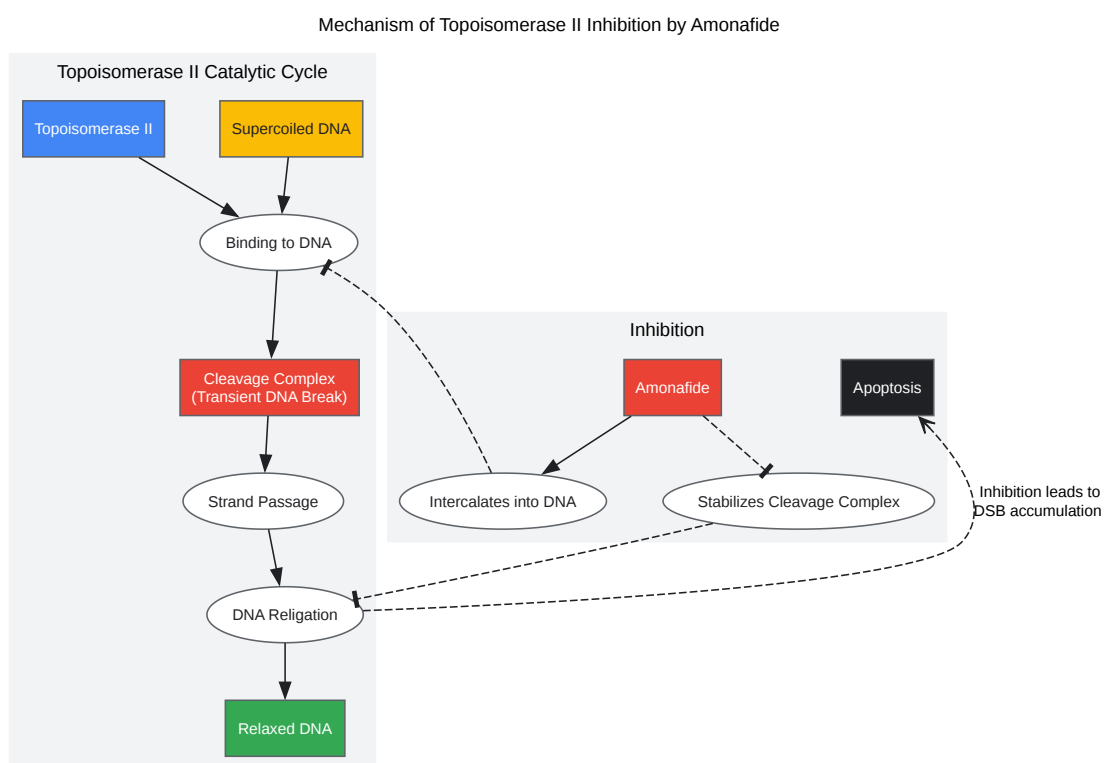 Mechanism of Topoisomerase II Inhibition by Amonafide
Topoisomerase II Catalytic Cycle
Topoisomerase II
Supercoiled DNA
Binding to DNA
Cleavage Complex
(Transient DNA Break)
Strand Passage
DNA Religation
Relaxed DNA
Inhibition
Amonafide
Apoptosis
Intercalates into DNA
Stabilizes Cleavage Complex
Inhibition leads to
DSB accumulation